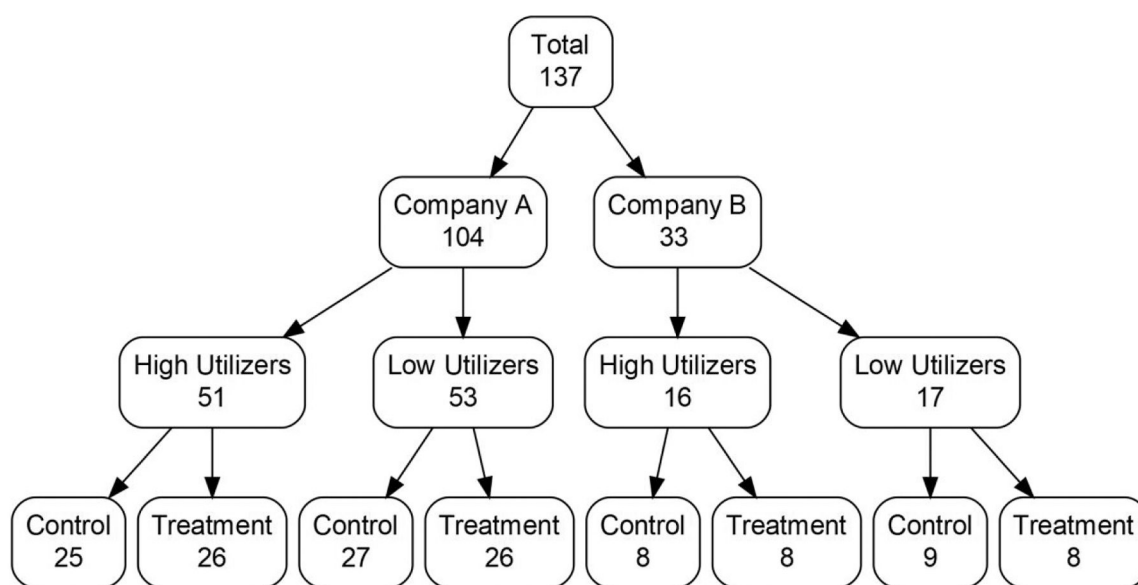 Total
137
Company A
104
Company B
33
High Utilizers
51
Low Utilizers
53
High Utilizers
16
Low Utilizers
17
Control
25
Treatment
26
Control
27
Treatment
26
Control
8
Treatment
8
Control
9
Treatment
8